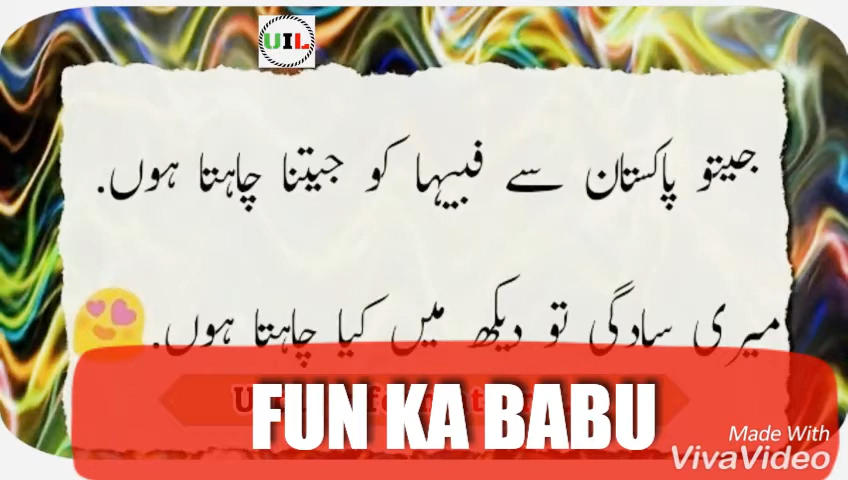 UIL
جیتو پاکستان سے فبیہا کو جیتنا چاہتا ہوں.
میری سادگی تو دیکھ میں کیا چاہتا ہوں.
FUN KA BABU
Made With
VivaVideo